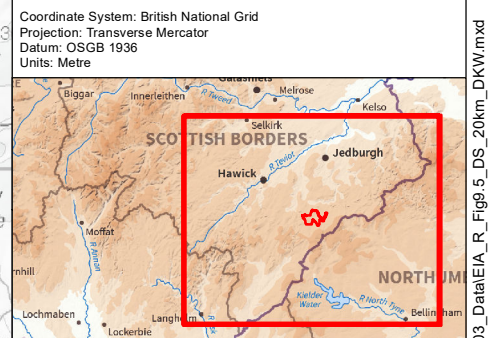 Coordinate System: British National Grid
Projection: Transverse Mercator
Datum: OSGB 1936
Units: Metre
Biggar
Innerleithen
R Tweed
Galashiels
Melrose
Kelso
Selkirk
SCOTTISH BORDERS
R Teviot
Jedburgh
Hawick
Moffat
R Annan
Kielder
Water
R North Tyne
Bellingham
Lochmaben
Lockerbie
03_Data\EIA_R_Fig9.5_DS_20km_DKW.mxd